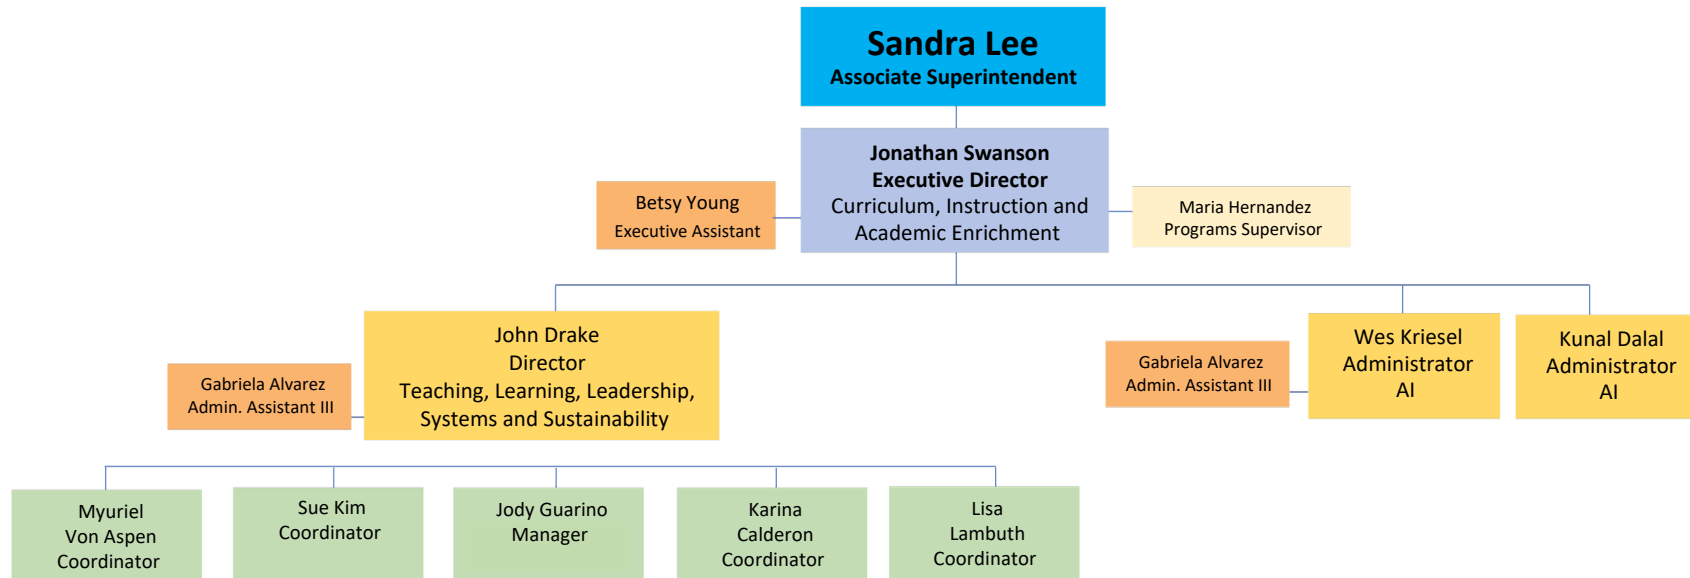 Sandra Lee
Associate Superintendent
Jonathan Swanson
Executive Director
Curriculum, Instruction and
Academic Enrichment
Betsy Young
Executive Assistant
Maria Hernandez
Programs Supervisor
John Drake
Director
Teaching, Learning, Leadership,
Systems and Sustainability
Gabriela Alvarez
Admin. Assistant III
Gabriela Alvarez
Admin. Assistant III
Wes Kriesel
Administrator
AI
Kunal Dalal
Administrator
AI
Myuriel
Von Aspen
Coordinator
Sue Kim
Coordinator
Jody Guarino
Manager
Karina
Calderon
Coordinator
Lisa
Lambuth
Coordinator